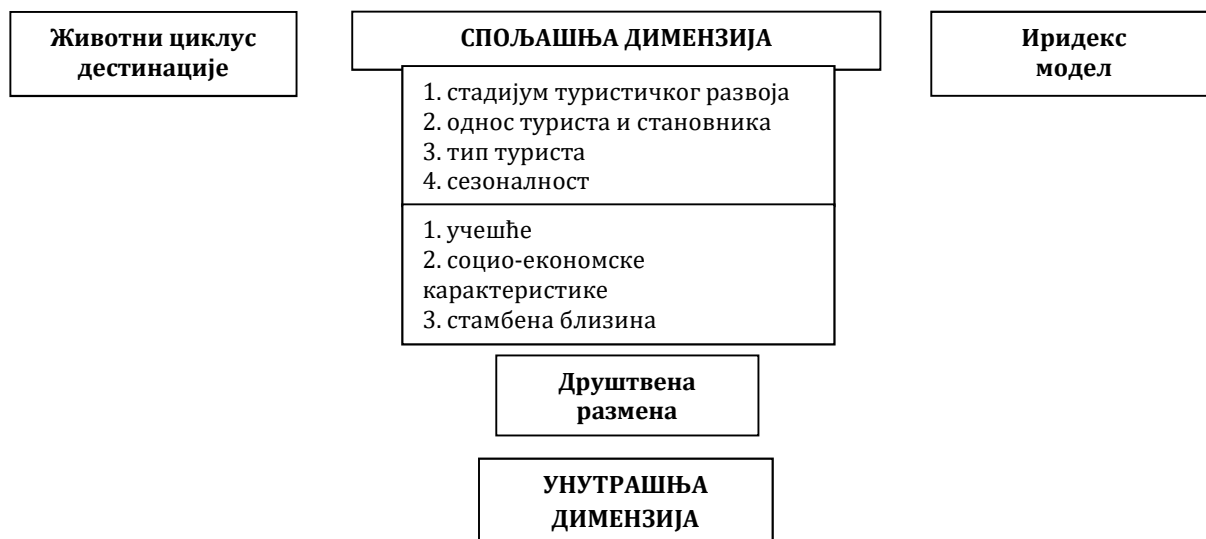 Животни циклус
дестинације
СПОЉАШЊА ДИМЕНЗИЈА
Иридекс
модел
1. стадијум туристичког развоја
2. однос туриста и становника
3. тип туриста
4. сезоналност
1. учешће
2. социо-економске
карактеристике
3. стамбена близина
Друштвена
размена
УНУТРАШЊА
ДИМЕНЗИЈА